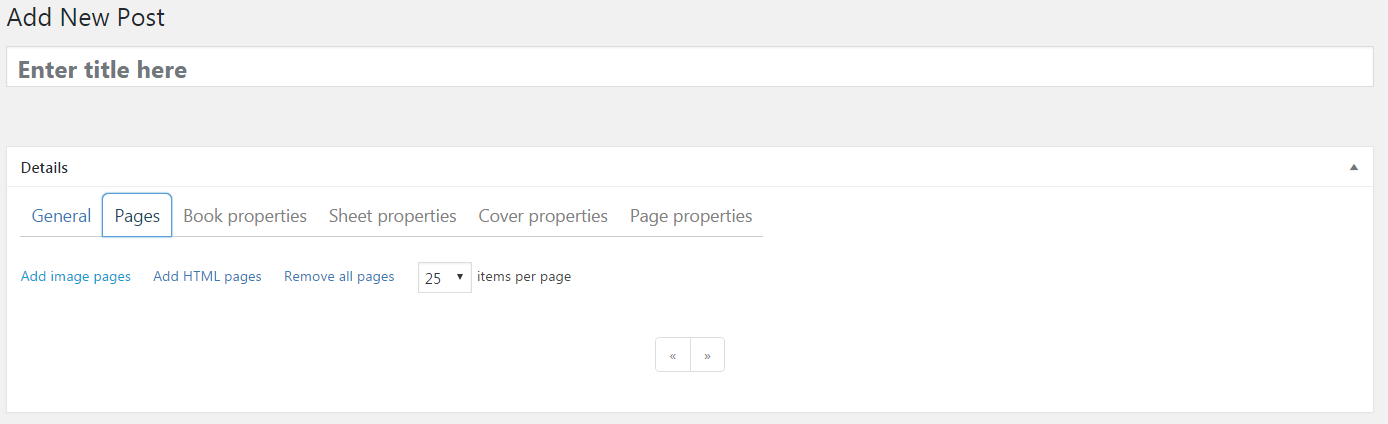 Add New Post
Enter title here
Details
General Pages Book properties Sheet properties Cover properties Page properties
Add image pages Add HTML pages Remove all pages 25 items per page
« »